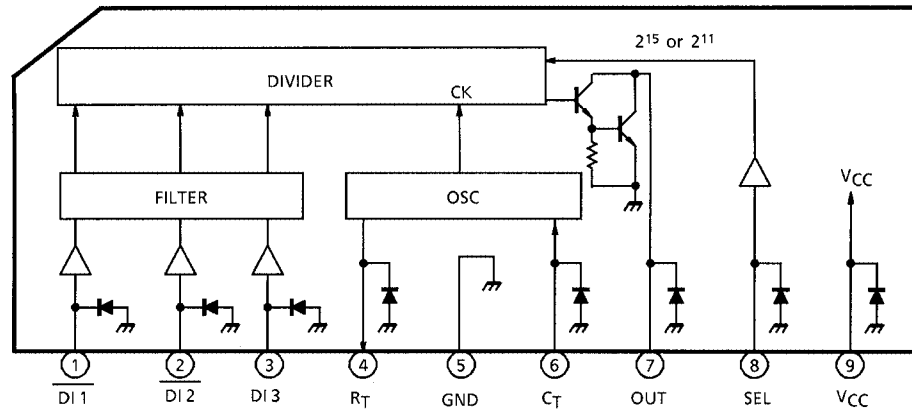 2¹⁵ or 2¹¹
DIVIDER
CK
FILTER
OSC
VCC
1 2 3 4 5 6 7 8 9
DI 1 DI 2 DI 3 RT GND CT OUT SEL VCC